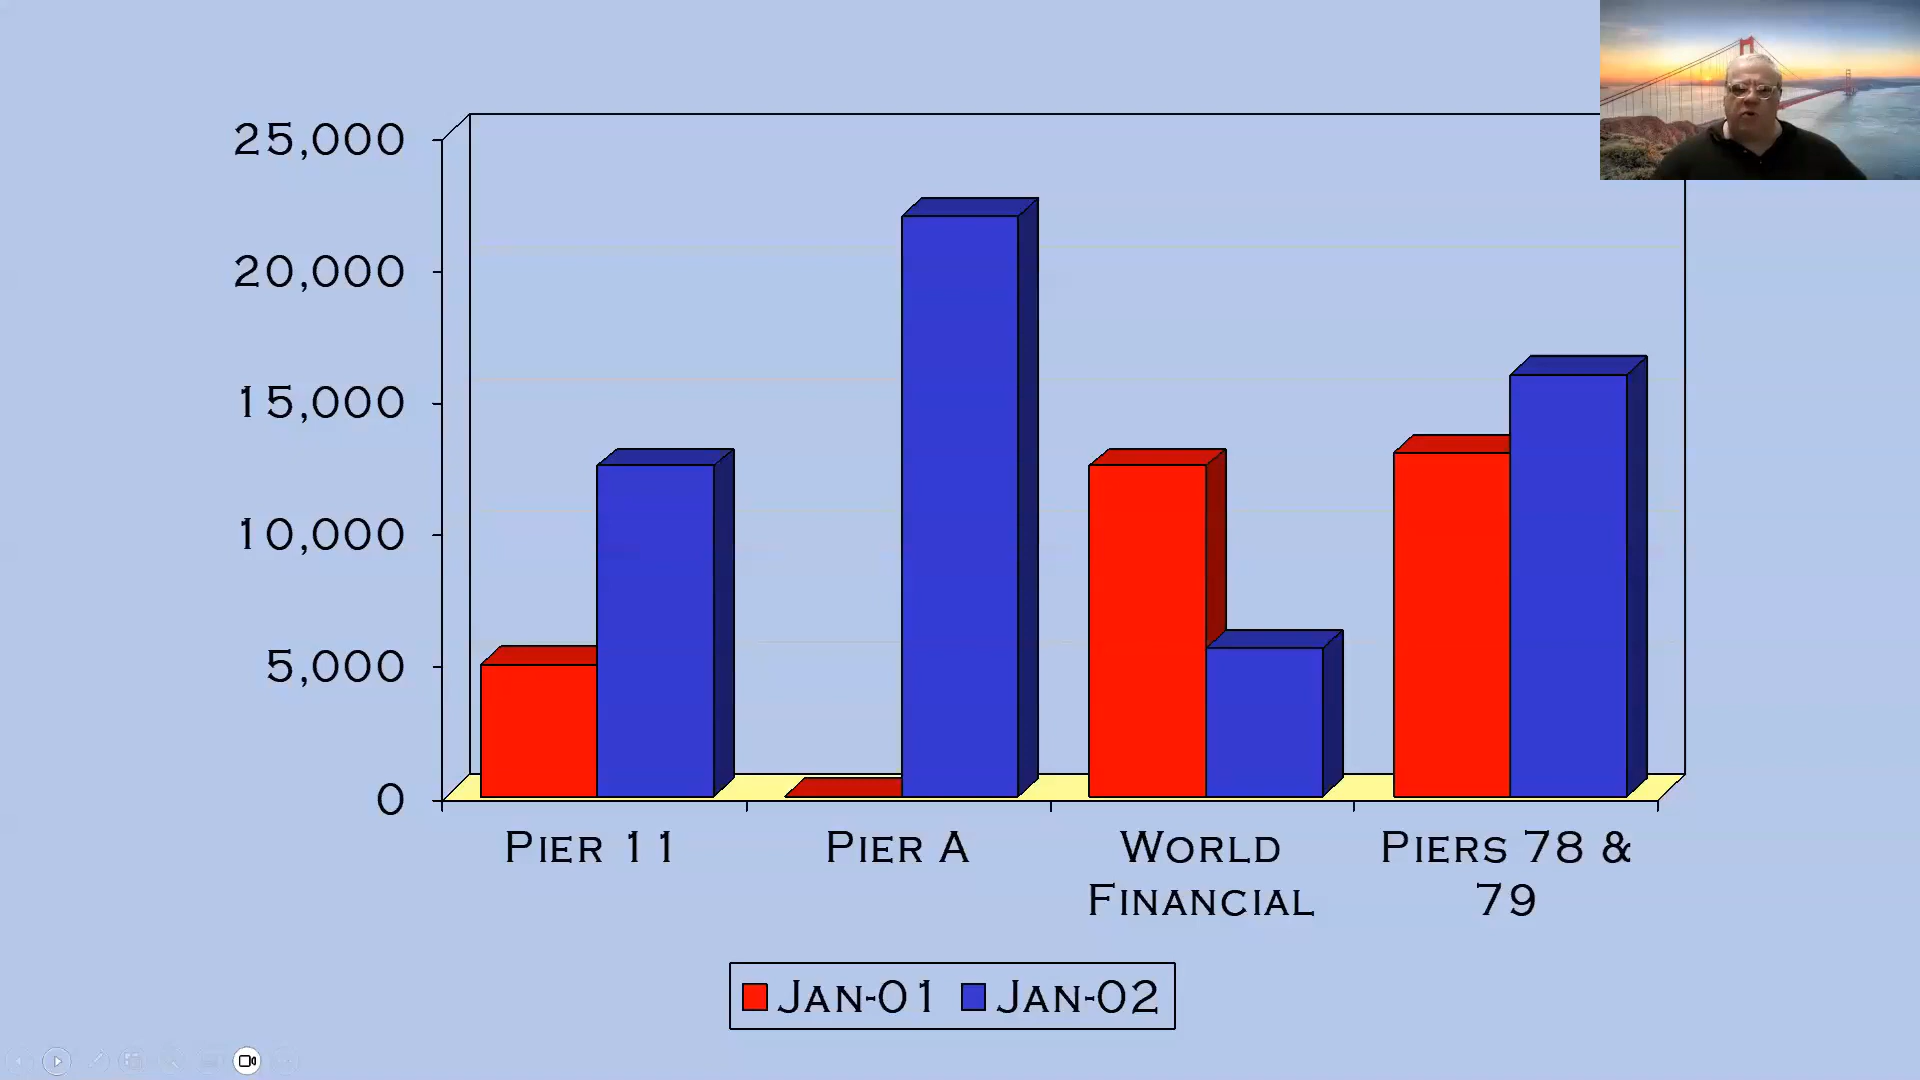 25,000
20,000
15,000
10,000
5,000
0
PIER 11
PIER A
WORLD
FINANCIAL
PIERS 78 &
79
JAN-01
JAN-02